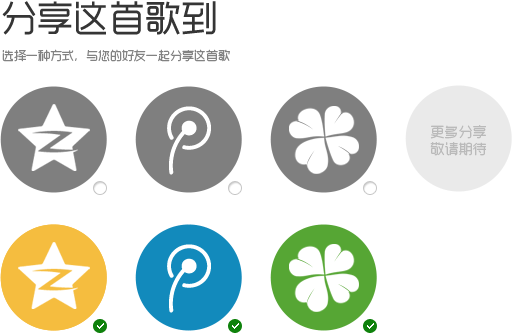 分享这首歌到
选择一种方式，与您的好友一起分享这首歌
更多分享
敬请期待